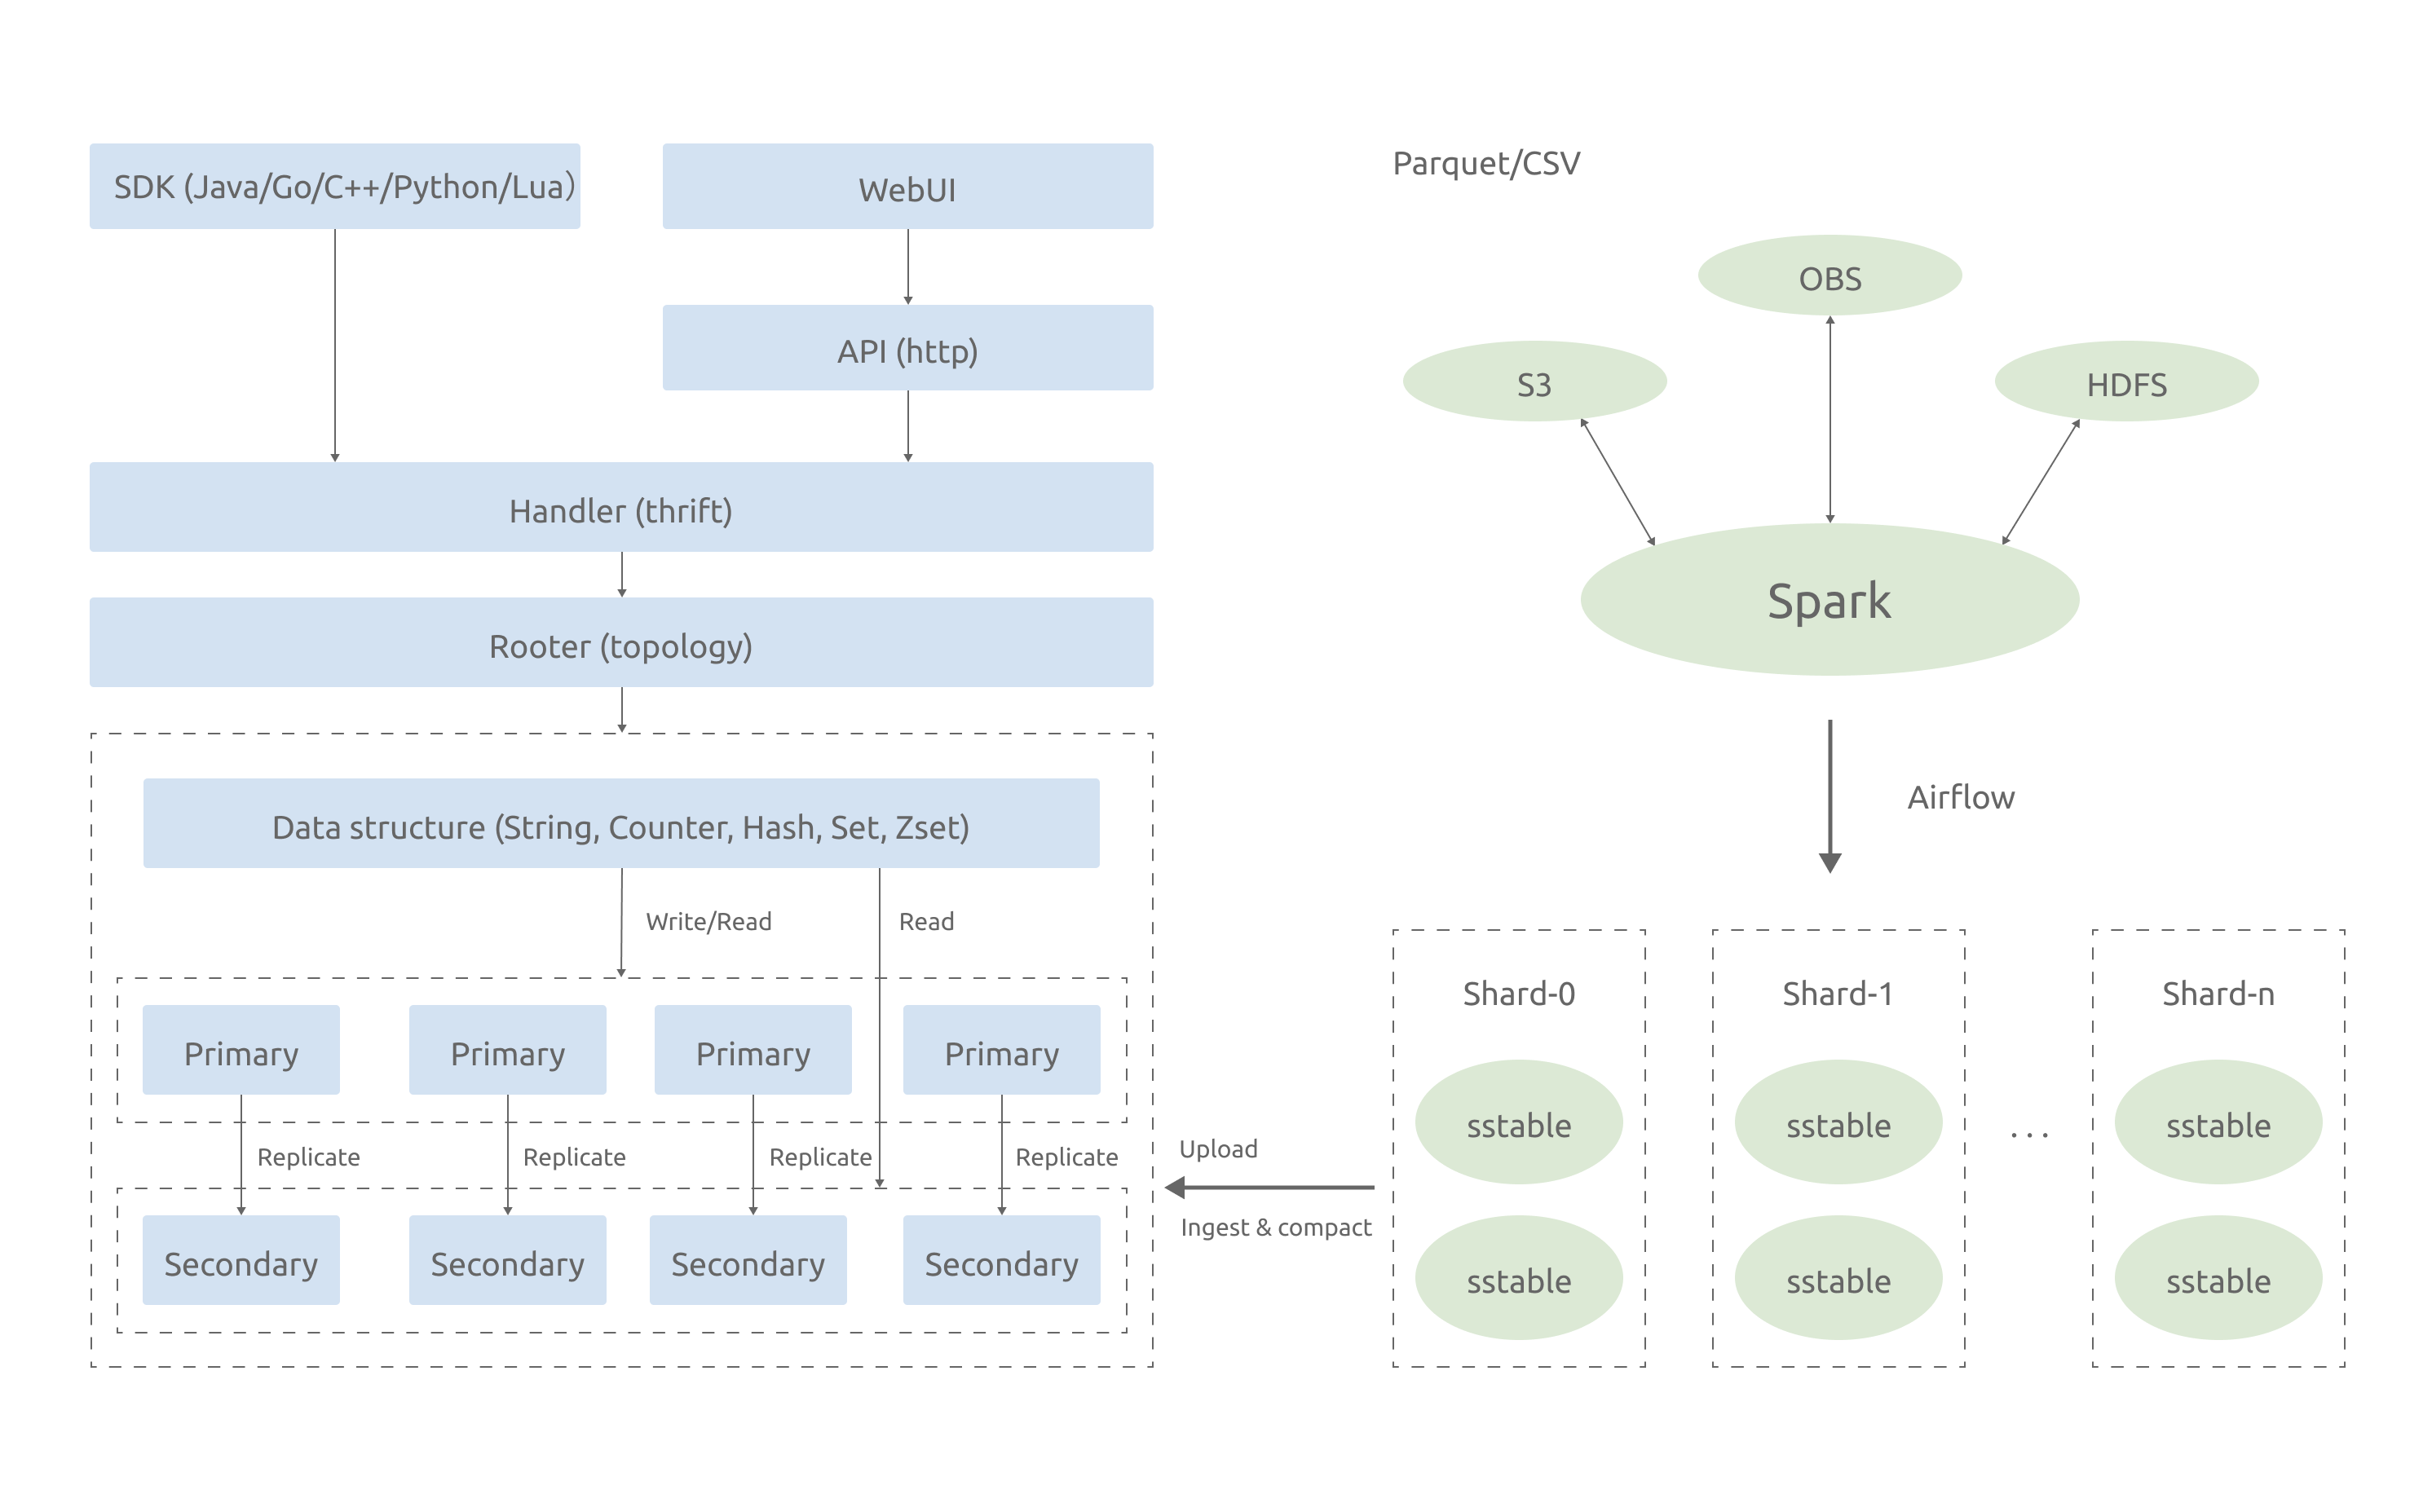 SDK (Java/Go/C++/Python/Lua）
WebUI
API (http)
Handler (thrift)
Rooter (topology)
Data structure (String, Counter, Hash, Set, Zset)
Write/Read
Read
Primary
Primary
Primary
Primary
Replicate
Replicate
Replicate
Replicate
Secondary
Secondary
Secondary
Secondary
Upload
Ingest & compact
Parquet/CSV
OBS
S3
HDFS
Spark
Airflow
Shard-0
Shard-1
Shard-n
sstable
sstable
...
sstable
sstable
sstable
sstable